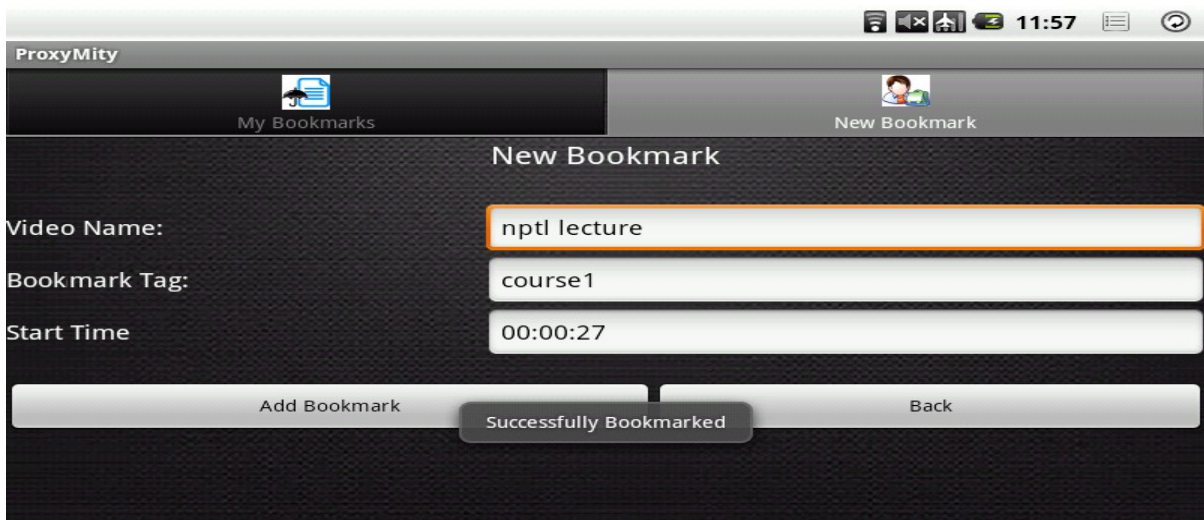 11:57
ProxyMity
My Bookmarks
New Bookmark
New Bookmark
Video Name:
nptl lecture
Bookmark Tag:
course1
Start Time
00:00:27
Add Bookmark
Back
Successfully Bookmarked